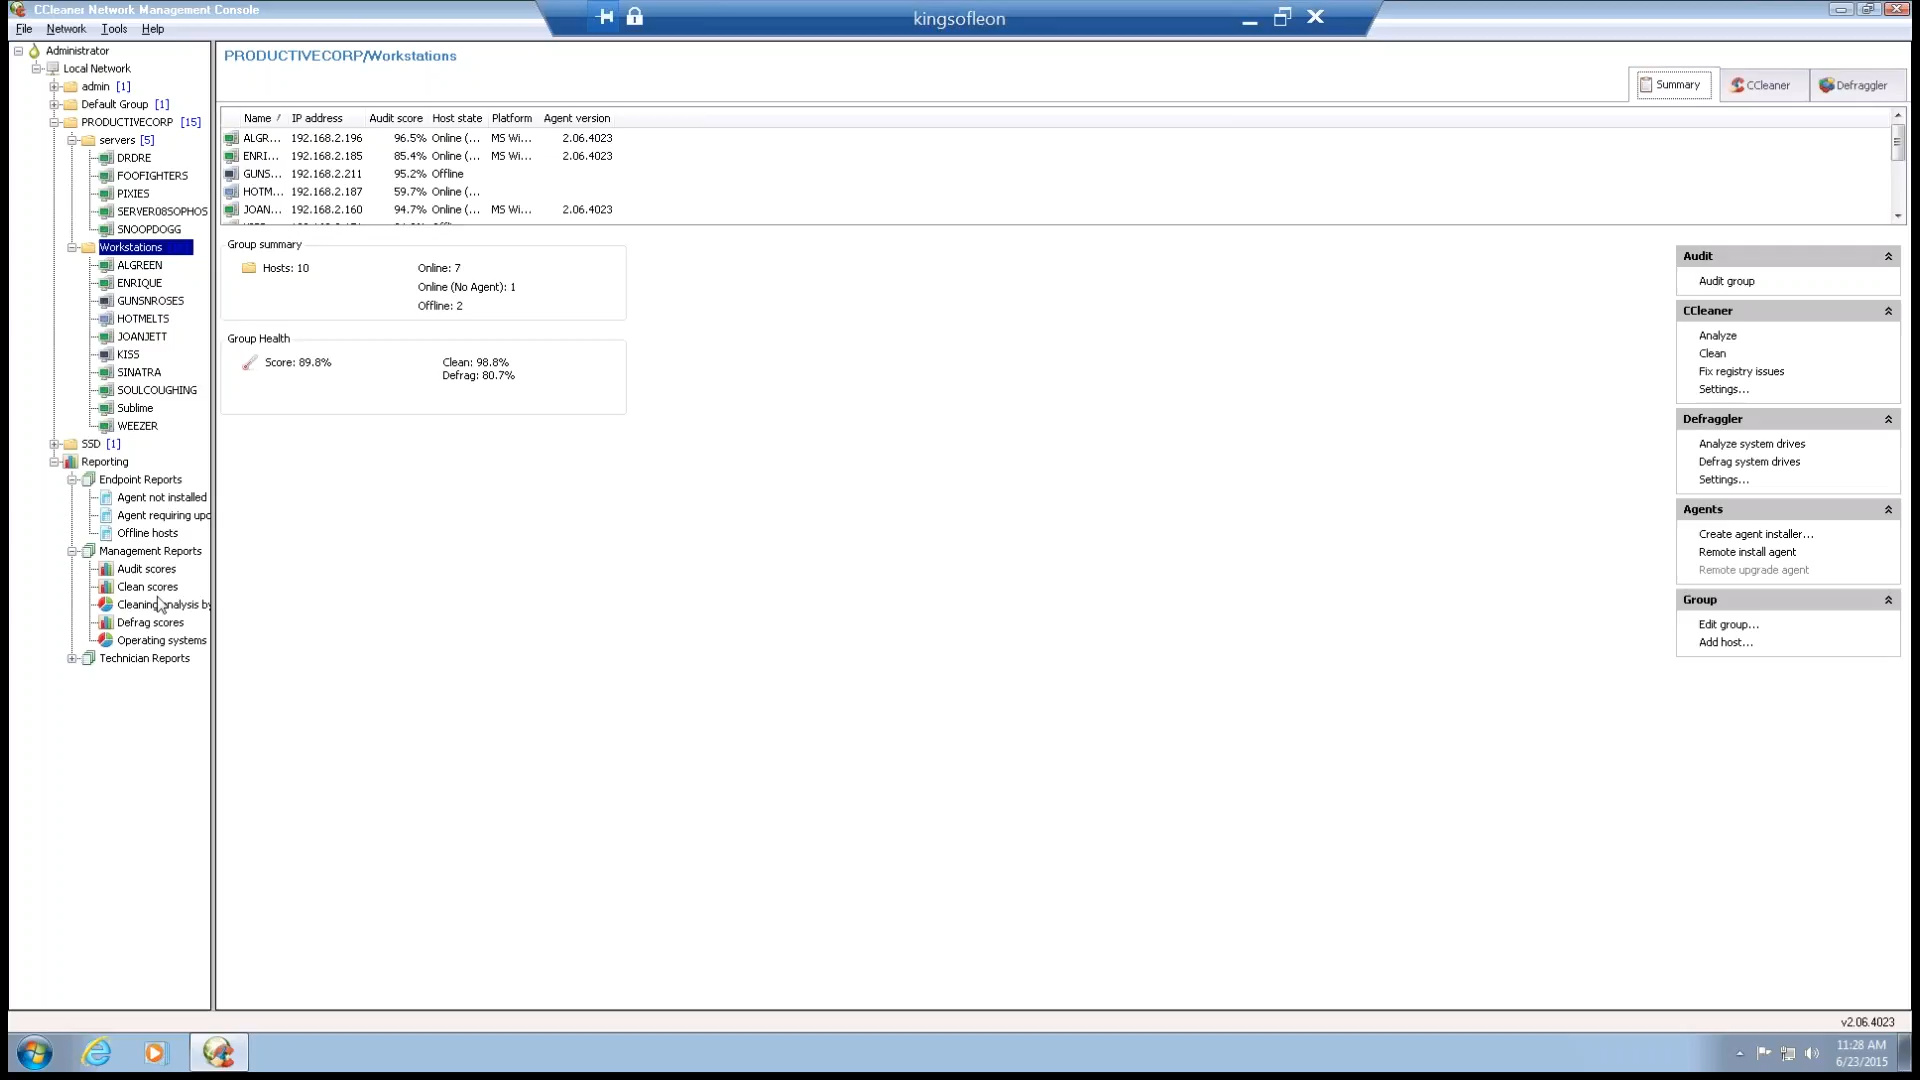 CCleaner Network Management Console
kingsofleon
File Network Tools Help
Administrator
Local Network
admin [1]
Default Group [1]
PRODUCTIVECORP [15]
servers [5]
DRDRE
FOOFIGHTERS
PIXIES
SERVER08SOPHOS
SNOOPDOGG
Workstations
ALGREEN
ENRIQUE
GUNSNROSES
HOTMELTS
JOANJETT
KISS
SINATRA
SOULCOUGHING
Sublime
WEEZER
SSD [1]
Reporting
Endpoint Reports
Agent not installed
Agent requiring upd
Offline hosts
Management Reports
Audit scores
Clean scores
Cleaning analysis by
Defrag scores
Operating systems
Technician Reports
PRODUCTIVECORP/Workstations
Summary CCleaner Defraggler
Name / IP address Audit score Host state Platform Agent version
ALGR... 192.168.2.196 96.5% Online (... MS Wi... 2.06.4023
ENRI... 192.168.2.185 85.4% Online (... MS Wi... 2.06.4023
GUNS... 192.168.2.211 95.2% Offline
HOTM... 192.168.2.187 59.7% Online (...
JOAN... 192.168.2.160 94.7% Online (... MS Wi... 2.06.4023
Group summary
Hosts: 10 Online: 7
Online (No Agent): 1
Offline: 2
Group Health
Score: 89.8% Clean: 98.8%
Defrag: 80.7%
Audit
Audit group
CCleaner
Analyze
Clean
Fix registry issues
Settings...
Defraggler
Analyze system drives
Defrag system drives
Settings...
Agents
Create agent installer...
Remote install agent
Remote upgrade agent
Group
Edit group...
Add host...
v2.06.4023
11:28 AM
6/23/2015